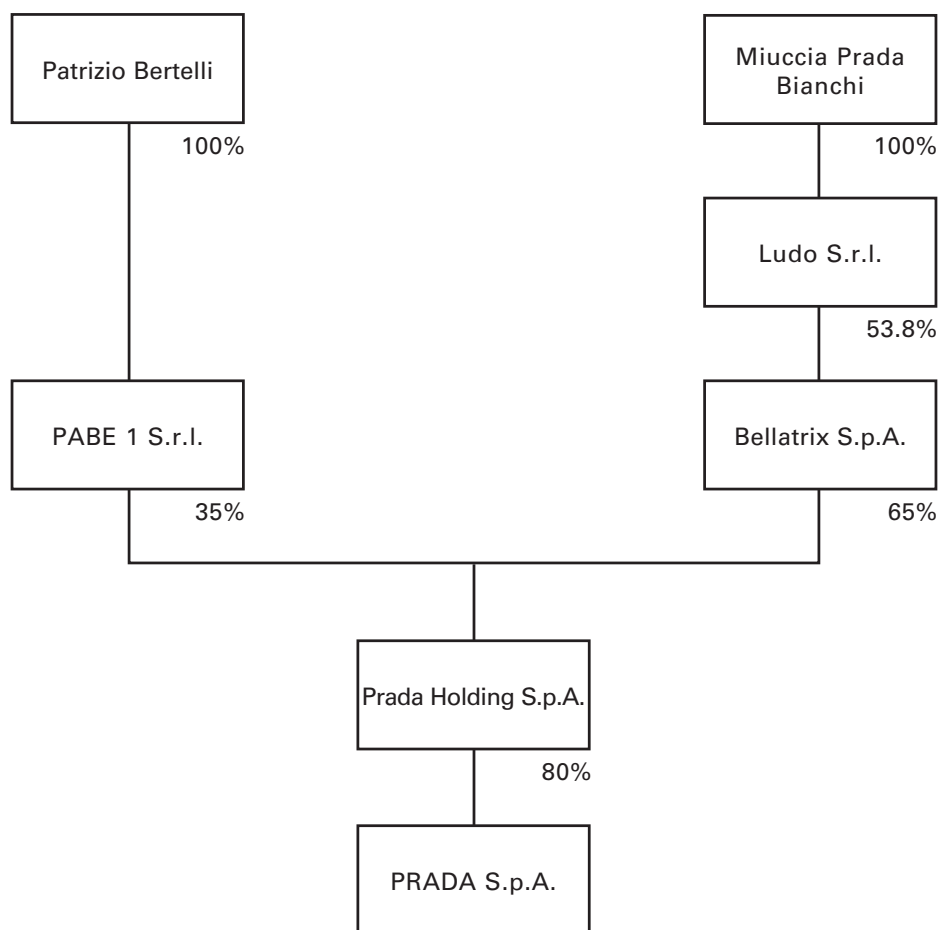 Patrizio Bertelli
Miuccia Prada
Bianchi
100%
100%
Ludo S.r.l.
53.8%
PABE 1 S.r.l.
Bellatrix S.p.A.
35%
65%
Prada Holding S.p.A.
80%
PRADA S.p.A.